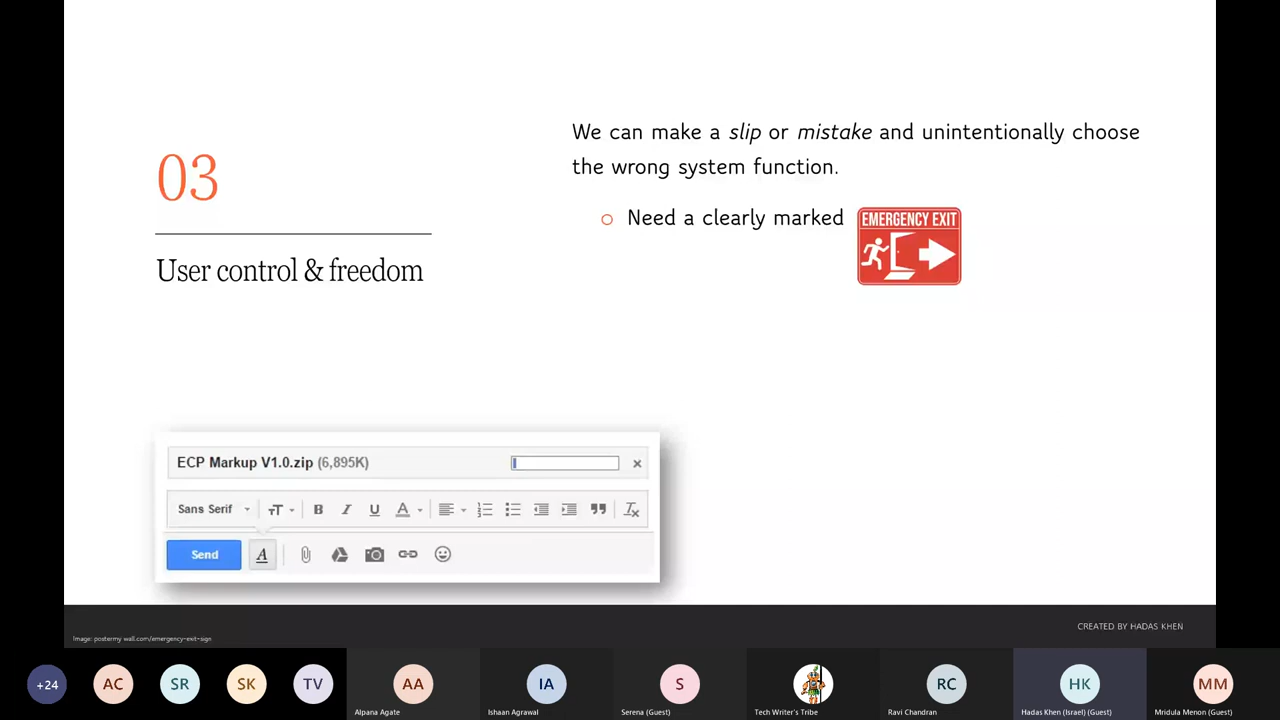 We can make a slip or mistake and unintentionally choose
the wrong system function.
03
Need a clearly marked
EMERGENCY EXIT
User control & freedom
ECP Markup V1.0.zip (6,895K)
Sans Serif
Send
CREATED BY HADAS KHEN
Image: postermy wall.com/emergency-exit-sign
+24
AC
SR
SK
TV
AA
IA
S
RC
HK
MM
Alpana Agate
Ishaan Agrawal
Serena (Guest)
Tech Writer's Tribe
Ravi Chandran
Hadas Khen (Israel) (Guest)
Mridula Menon (Guest)